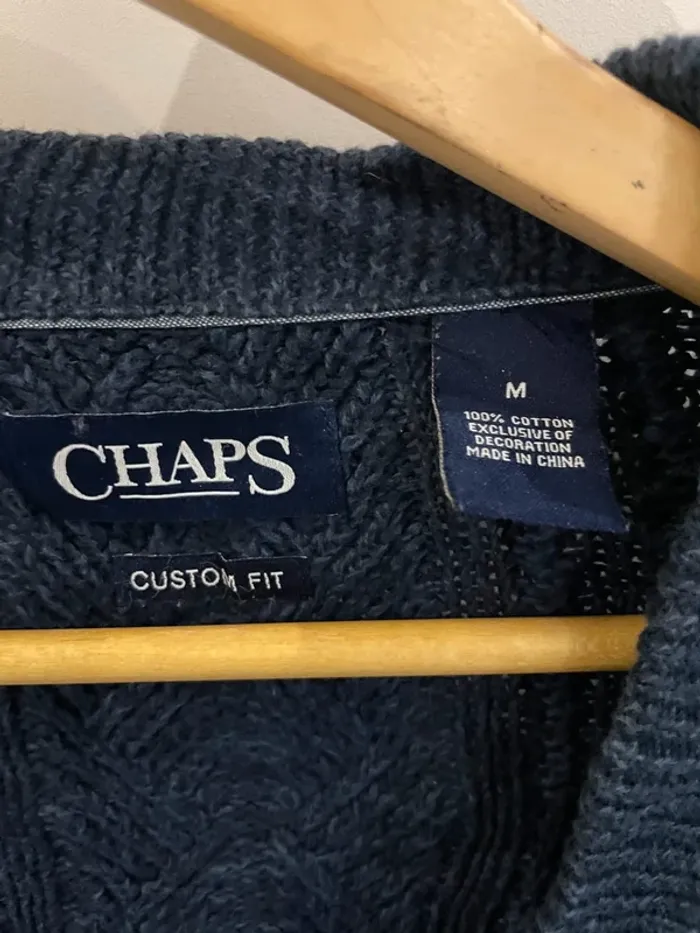 CHAPS
CUSTOM FIT
M
100% COTTON
EXCLUSIVE OF
DECORATION
MADE IN CHINA